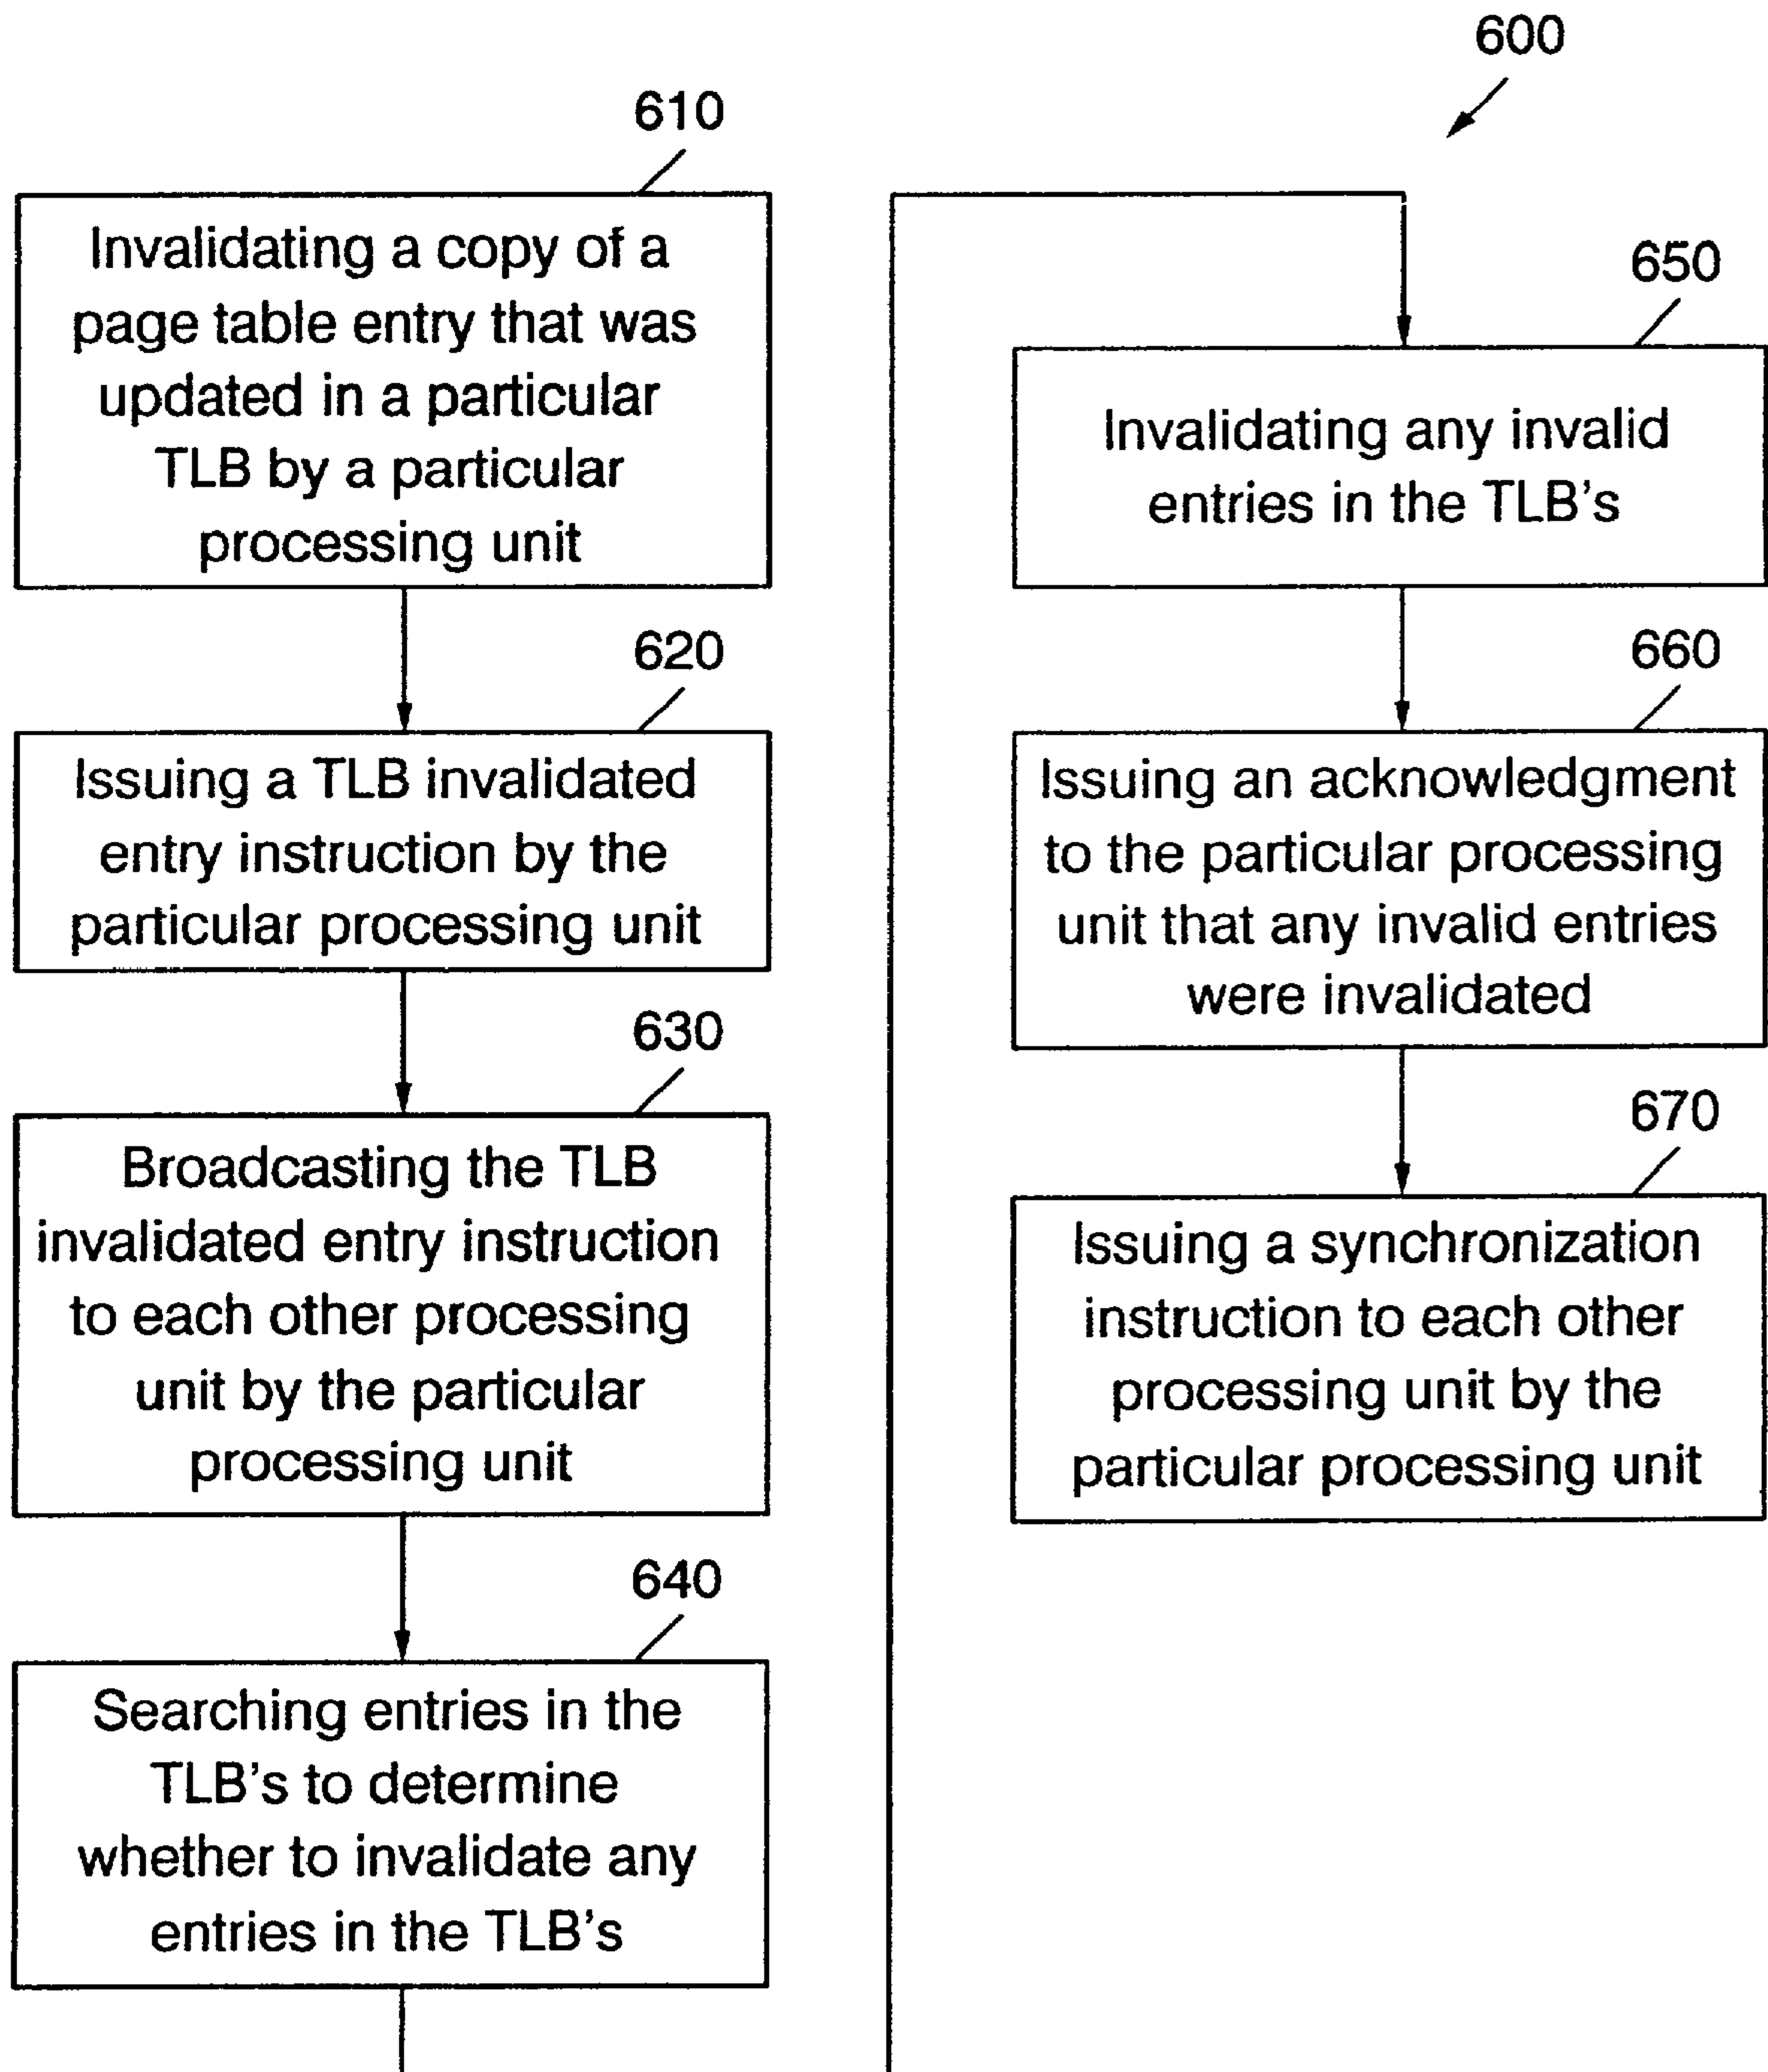 600
610
Invalidating a copy of a
page table entry that was
updated in a particular
TLB by a particular
processing unit
620
Issuing a TLB invalidated
entry instruction by the
particular processing unit
630
Broadcasting the TLB
invalidated entry instruction
to each other processing
unit by the particular
processing unit
640
Searching entries in the
TLB's to determine
whether to invalidate any
entries in the TLB's
650
Invalidating any invalid
entries in the TLB's
660
Issuing an acknowledgment
to the particular processing
unit that any invalid entries
were invalidated
670
Issuing a synchronization
instruction to each other
processing unit by the
particular processing unit